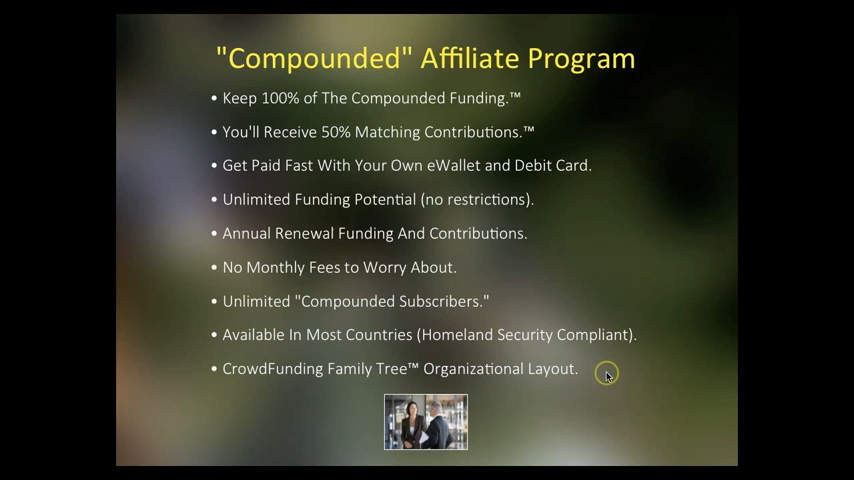 "Compounded" Affiliate Program
• Keep 100% of The Compounded Funding.™
• You'll Receive 50% Matching Contributions.™
• Get Paid Fast With Your Own eWallet and Debit Card.
• Unlimited Funding Potential (no restrictions).
• Annual Renewal Funding And Contributions.
• No Monthly Fees to Worry About.
• Unlimited "Compounded Subscribers."
• Available In Most Countries (Homeland Security Compliant).
• CrowdFunding Family Tree™ Organizational Layout.